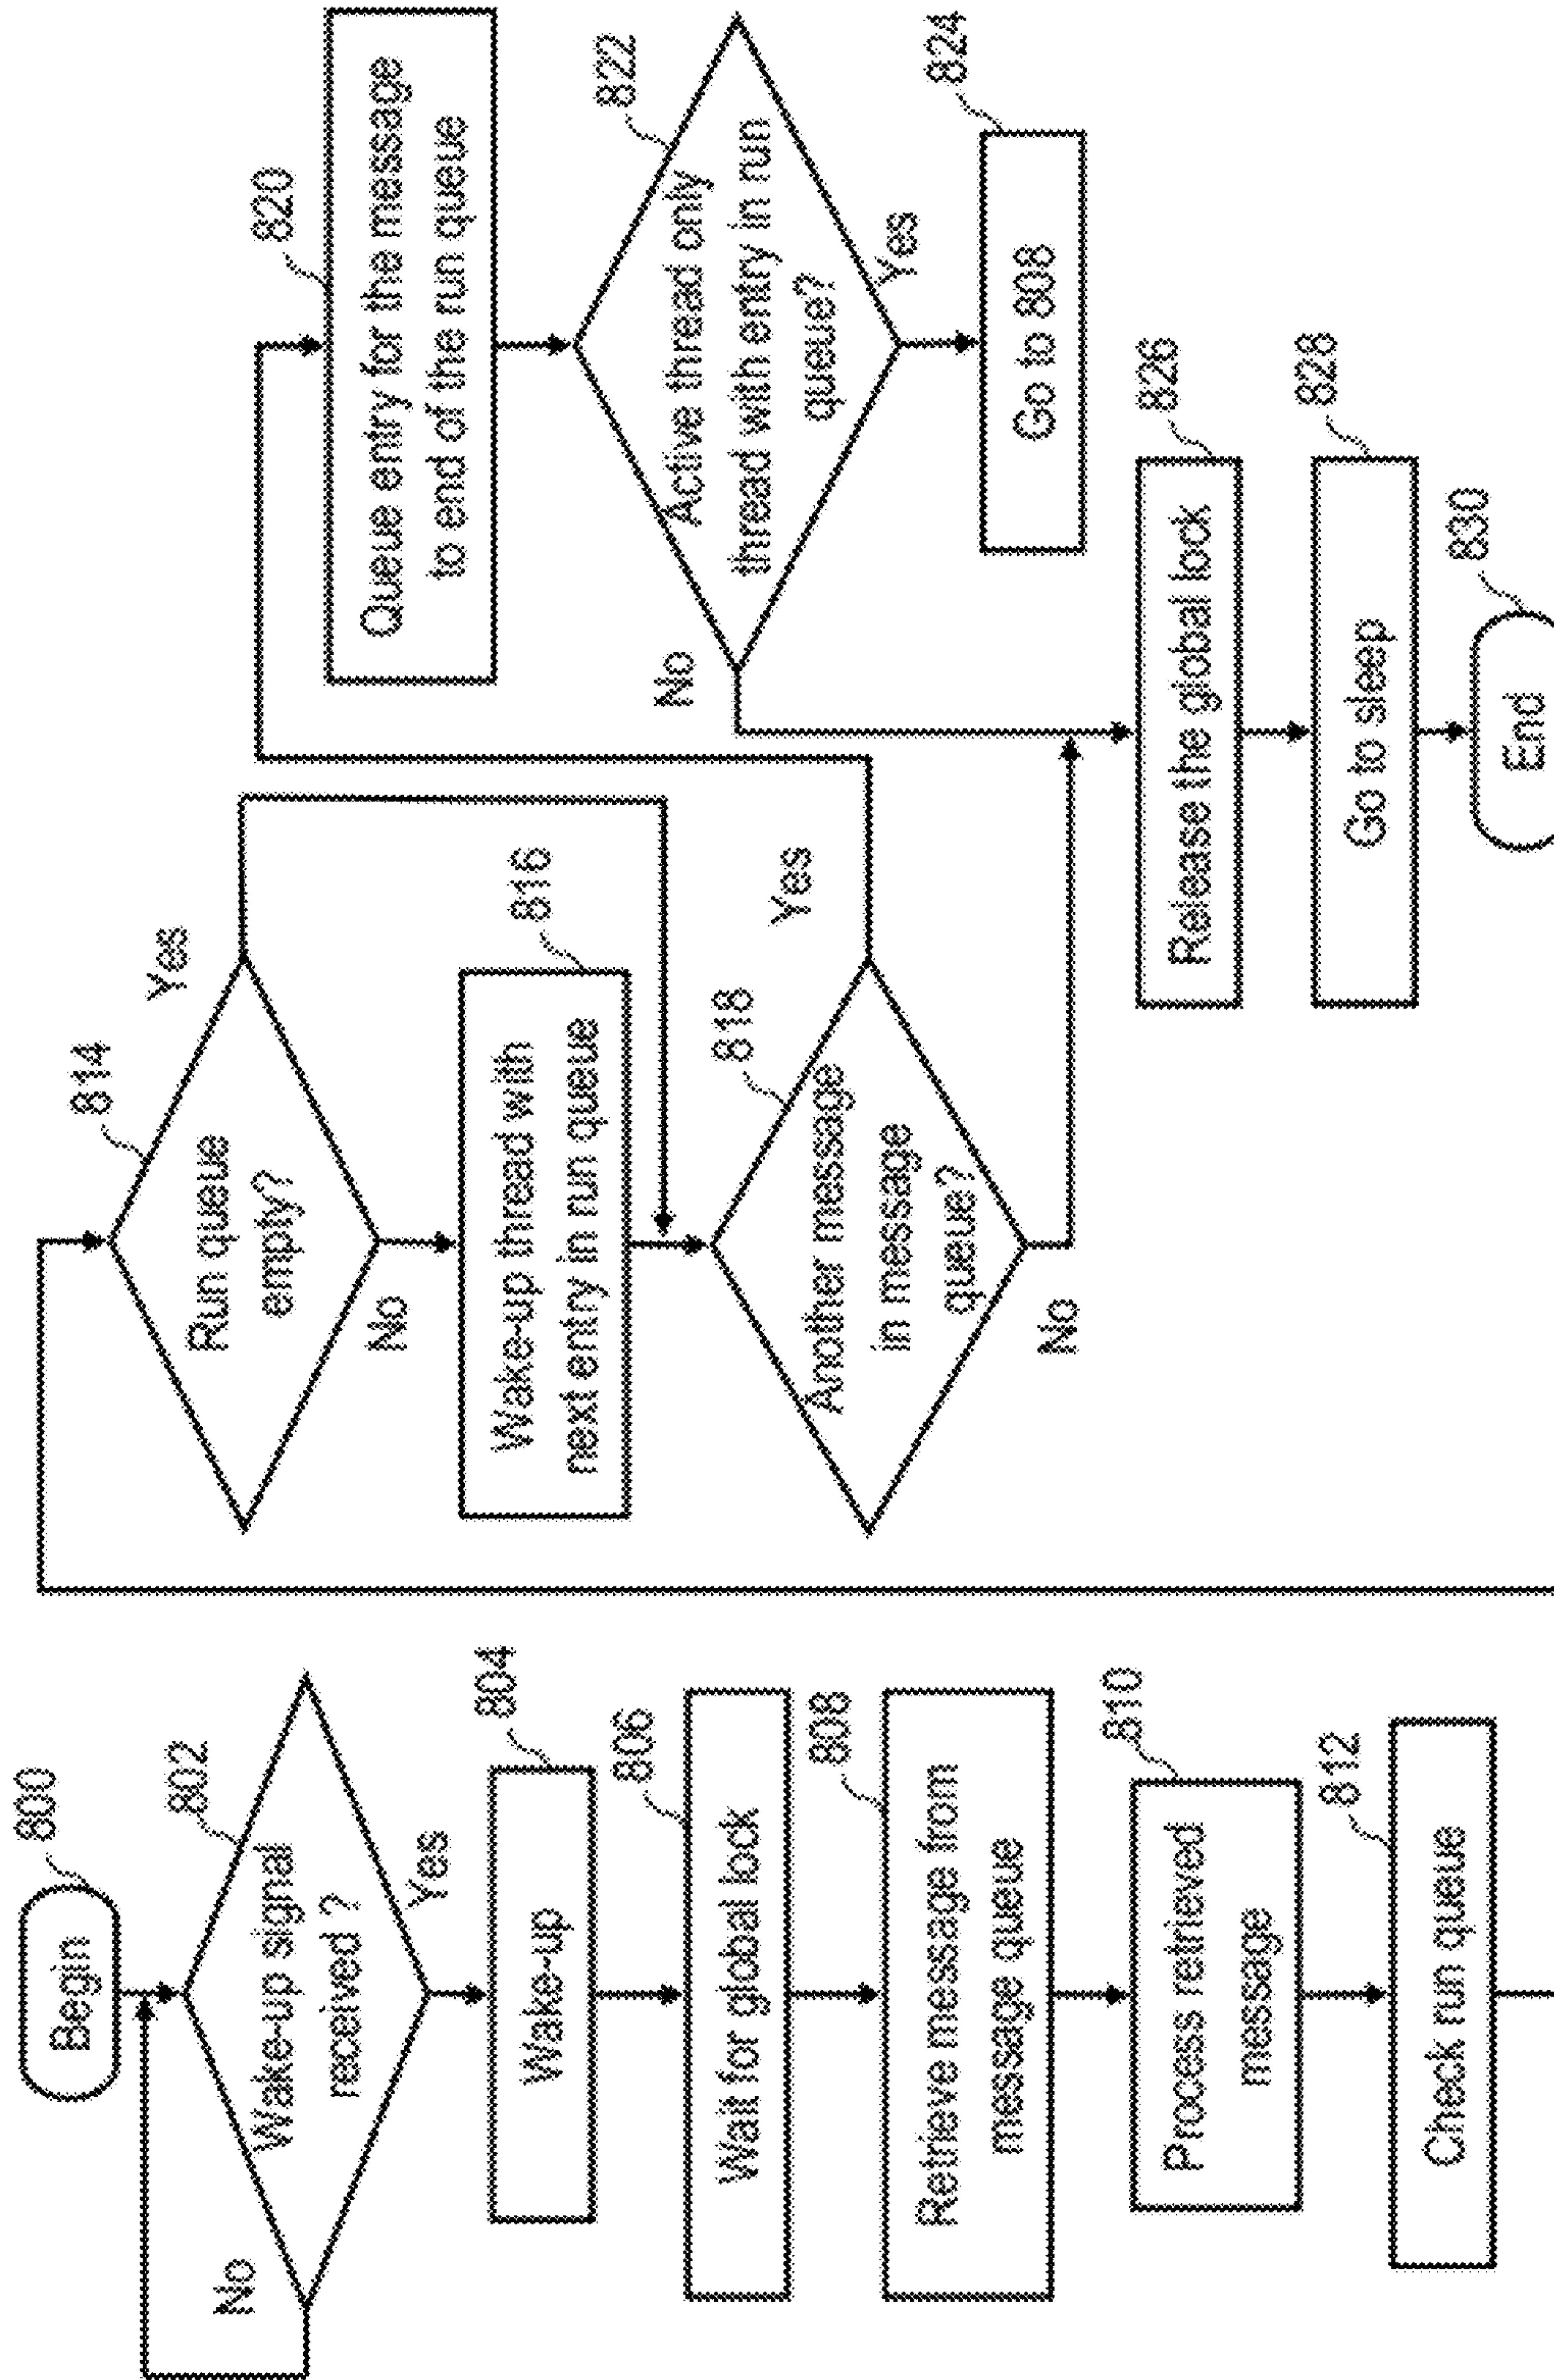 Begin
800
Wake-up signal
received ?
802
No
Yes
Wake-up
804
Wait for global lock
806
Retrieve message from
message queue
808
Process retrieved
message
810
Check run queue
812
Run queue
empty?
814
Yes
No
Wake-up thread with
next entry in run queue
816
Another message
in message
queue?
818
Yes
No
Queue entry for the message
to end of the run queue
820
Active thread only
thread with entry in run
queue?
822
No
Yes
Go to 808
824
Release the global lock
826
Go to sleep
828
End
830